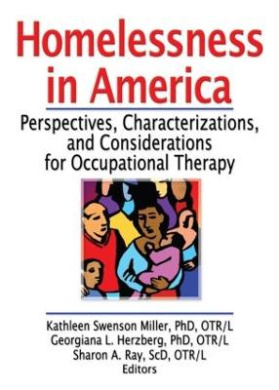 Homelessness
in America
Perspectives, Characterizations,
and Considerations
for Occupational Therapy
Kathleen Swenson Miller, PhD, OTR/L
Georgiana L. Herzberg, PhD, OTR/L
Sharon A. Ray, ScD, OTR/L
Editors